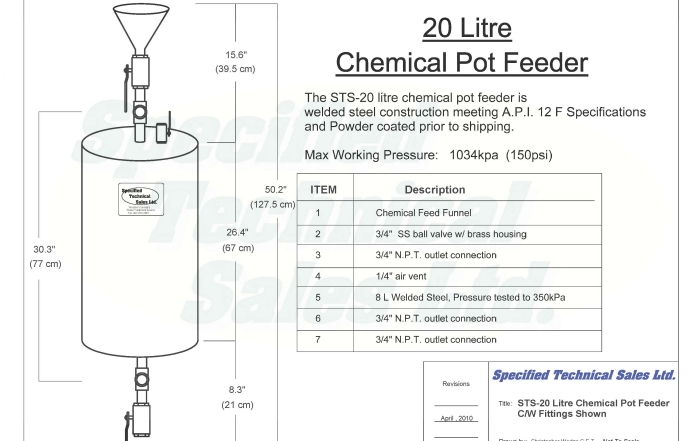 20 Litre
Chemical Pot Feeder
The STS-20 litre chemical pot feeder is
welded steel construction meeting A.P.I. 12 F Specifications
and Powder coated prior to shipping.
Max Working Pressure: 1034kpa (150psi)
15.6"
(39.5 cm)
50.2"
(127.5 cm)
26.4"
(67 cm)
30.3"
(77 cm)
8.3"
(21 cm)
Specified
Technical
Sales Ltd.
ITEM Description
1 Chemical Feed Funnel
2 3/4" SS ball valve w/ brass housing
3 3/4" N.P.T. outlet connection
4 1/4" air vent
5 8 L Welded Steel, Pressure tested to 350kPa
6 3/4" N.P.T. outlet connection
7 3/4" N.P.T. outlet connection
Specified
Technical
Sales Ltd.
Revisions
April , 2010
Specified Technical Sales Ltd.
Title: STS-20 Litre Chemical Pot Feeder
C/W Fittings Shown